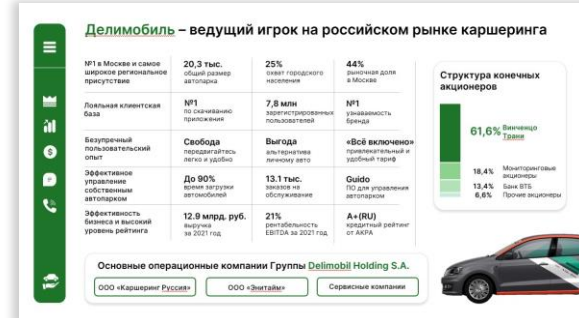 Делимобиль – ведущий игрок на российском рынке каршеринга
№1 в Москве и самое
широкое региональное
присутствие
20,3 тыс.
общий размер
автопарка
25%
охват городского
населения
44%
рыночная доля
в Москве
Лояльная клиентская
база
№1
по скачиванию
приложения
7,8 млн
зарегистрированных
пользователей
№1
узнаваемость
бренда
Безупречный
пользовательский
опыт
Свобода
передвигайтесь
легко и удобно
Выгода
альтернатива
личному авто
«Всё включено»
привлекательный и
удобный тариф
Эффективное
управление
собственным
автопарком
До 90%
время загрузки
автомобилей
13.1 тыс.
заказов на
обслуживание
Guido
ПО для управления
автопарком
Эффективность
бизнеса и высокий
уровень рейтинга
12.9 млрд. руб.
выручка
за 2021 год
21%
рентабельность
EBITDA за 2021 год
A+(RU)
кредитный рейтинг
от АКРА
Структура конечных
акционеров
61,6% Винченцо
Трани
18,4% Мониторинговые
акционеры
13,4% Банк ВТБ
6,6% Прочие акционеры
Основные операционные компании Группы Delimobil Holding S.A.
ООО «Каршеринг Руссия»
ООО «Энитайм»
Сервисные компании